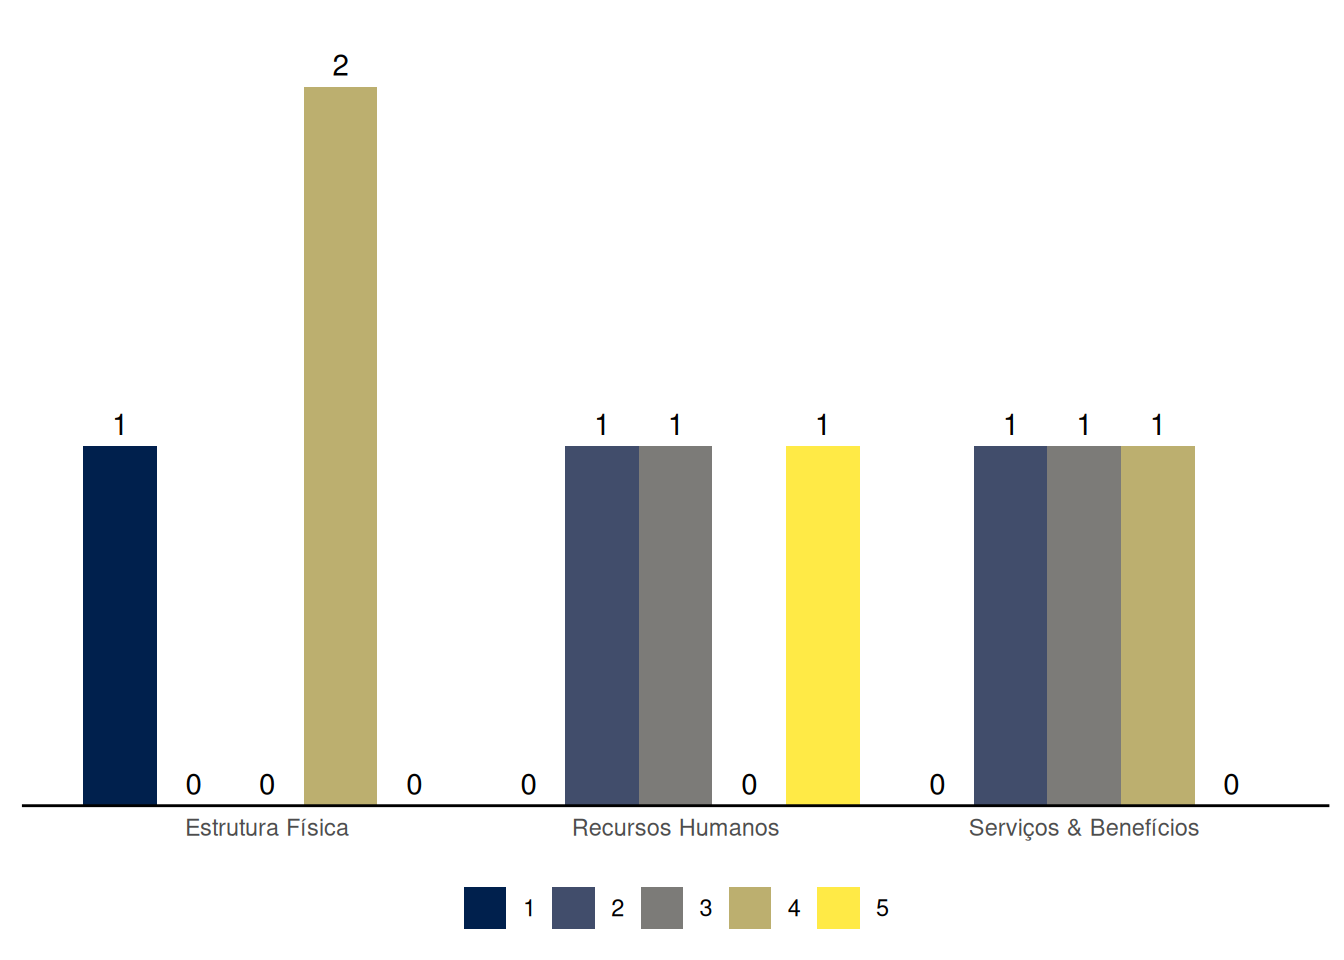 2
1
1 1 1
1 1 1
0 0 0
0 0
0 0
Estrutura Física
Recursos Humanos
Serviços & Benefícios
1 2 3 4 5